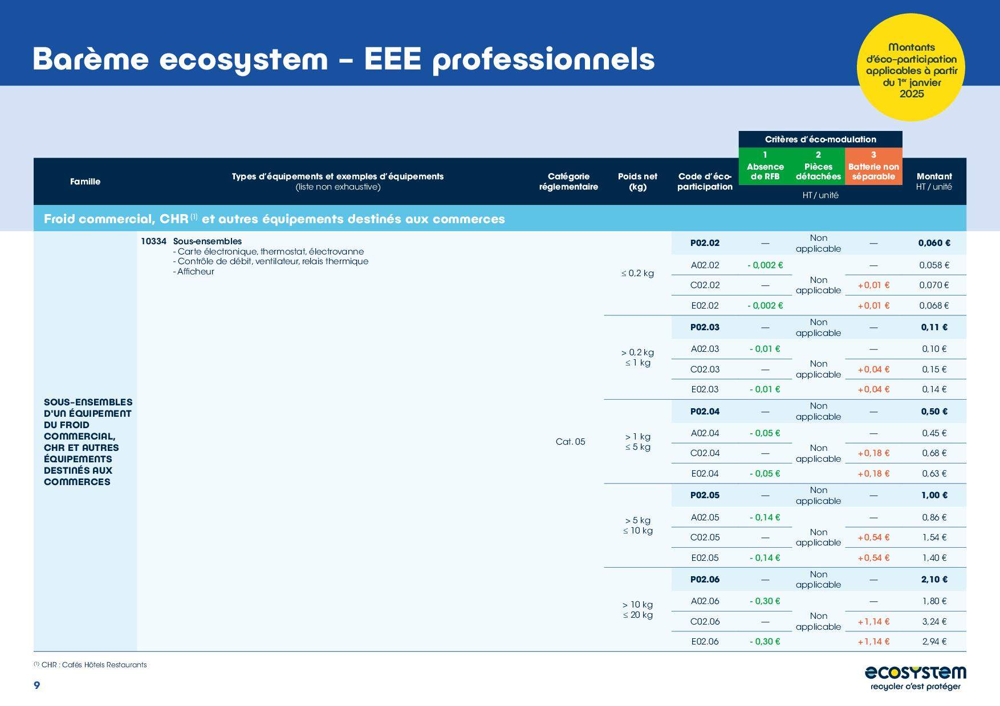 Barème ecosystem – EEE professionnels
Montants
d'éco-participation
applicables à partir
du 1er janvier
2025
Critères d'éco-modulation
Famille
Types d'équipements et exemples d'équipements
(liste non exhaustive)
Catégorie
réglementaire
Poids net
(kg)
Code d'éco-
participation
1
Absence
de RFB
2
Pièces
détachées
3
Batterie non
séparable
HT / unité
Montant
HT / unité
Froid commercial, CHR (1) et autres équipements destinés aux commerces
SOUS-ENSEMBLES
D'UN ÉQUIPEMENT
DU FROID
COMMERCIAL,
CHR ET AUTRES
ÉQUIPEMENTS
DESTINÉS AUX
COMMERCES
10334 Sous-ensembles
- Carte électronique, thermostat, électrovanne
- Contrôle de débit, ventilateur, relais thermique
- Afficheur
Cat. 05
≤ 0,2 kg
P02.02 — Non applicable — 0,060 €
A02.02 - 0,002 € — 0,058 €
C02.02 — Non applicable +0,01 € 0,070 €
E02.02 - 0,002 € +0,01 € 0,068 €
> 0,2 kg
≤ 1 kg
P02.03 — Non applicable — 0,11 €
A02.03 - 0,01 € — 0,10 €
C02.03 — Non applicable +0,04 € 0,15 €
E02.03 - 0,01 € +0,04 € 0,14 €
> 1 kg
≤ 5 kg
P02.04 — Non applicable — 0,50 €
A02.04 - 0,05 € — 0,45 €
C02.04 — Non applicable +0,18 € 0,68 €
E02.04 - 0,05 € +0,18 € 0,63 €
> 5 kg
≤ 10 kg
P02.05 — Non applicable — 1,00 €
A02.05 - 0,14 € — 0,86 €
C02.05 — Non applicable +0,54 € 1,54 €
E02.05 - 0,14 € +0,54 € 1,40 €
> 10 kg
≤ 20 kg
P02.06 — Non applicable — 2,10 €
A02.06 - 0,30 € — 1,80 €
C02.06 — Non applicable +1,14 € 3,24 €
E02.06 - 0,30 € +1,14 € 2,94 €
(1) CHR : Cafés Hôtels Restaurants
9
ecosystem
recycler c'est protéger